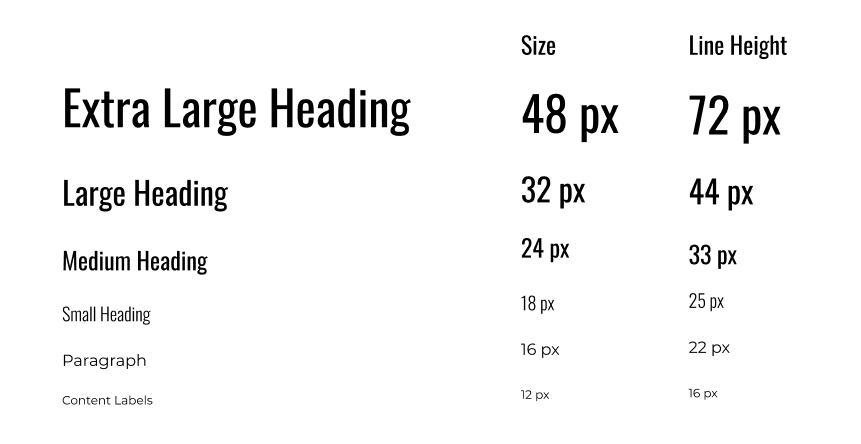 Size Line Height
Extra Large Heading 48 px 72 px
Large Heading 32 px 44 px
Medium Heading 24 px 33 px
Small Heading 18 px 25 px
Paragraph 16 px 22 px
Content Labels 12 px 16 px